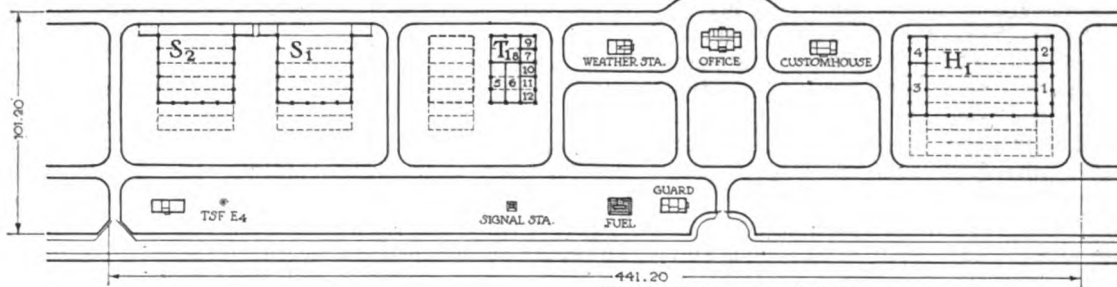 S2
S1
T1
8
9
7
10
5
6
11
12
WEATHER STA.
OFFICE
CUSTOMHOUSE
4
H1
2
3
1
101.20
TSF E4
SIGNAL STA.
FUEL
GUARD
441.20